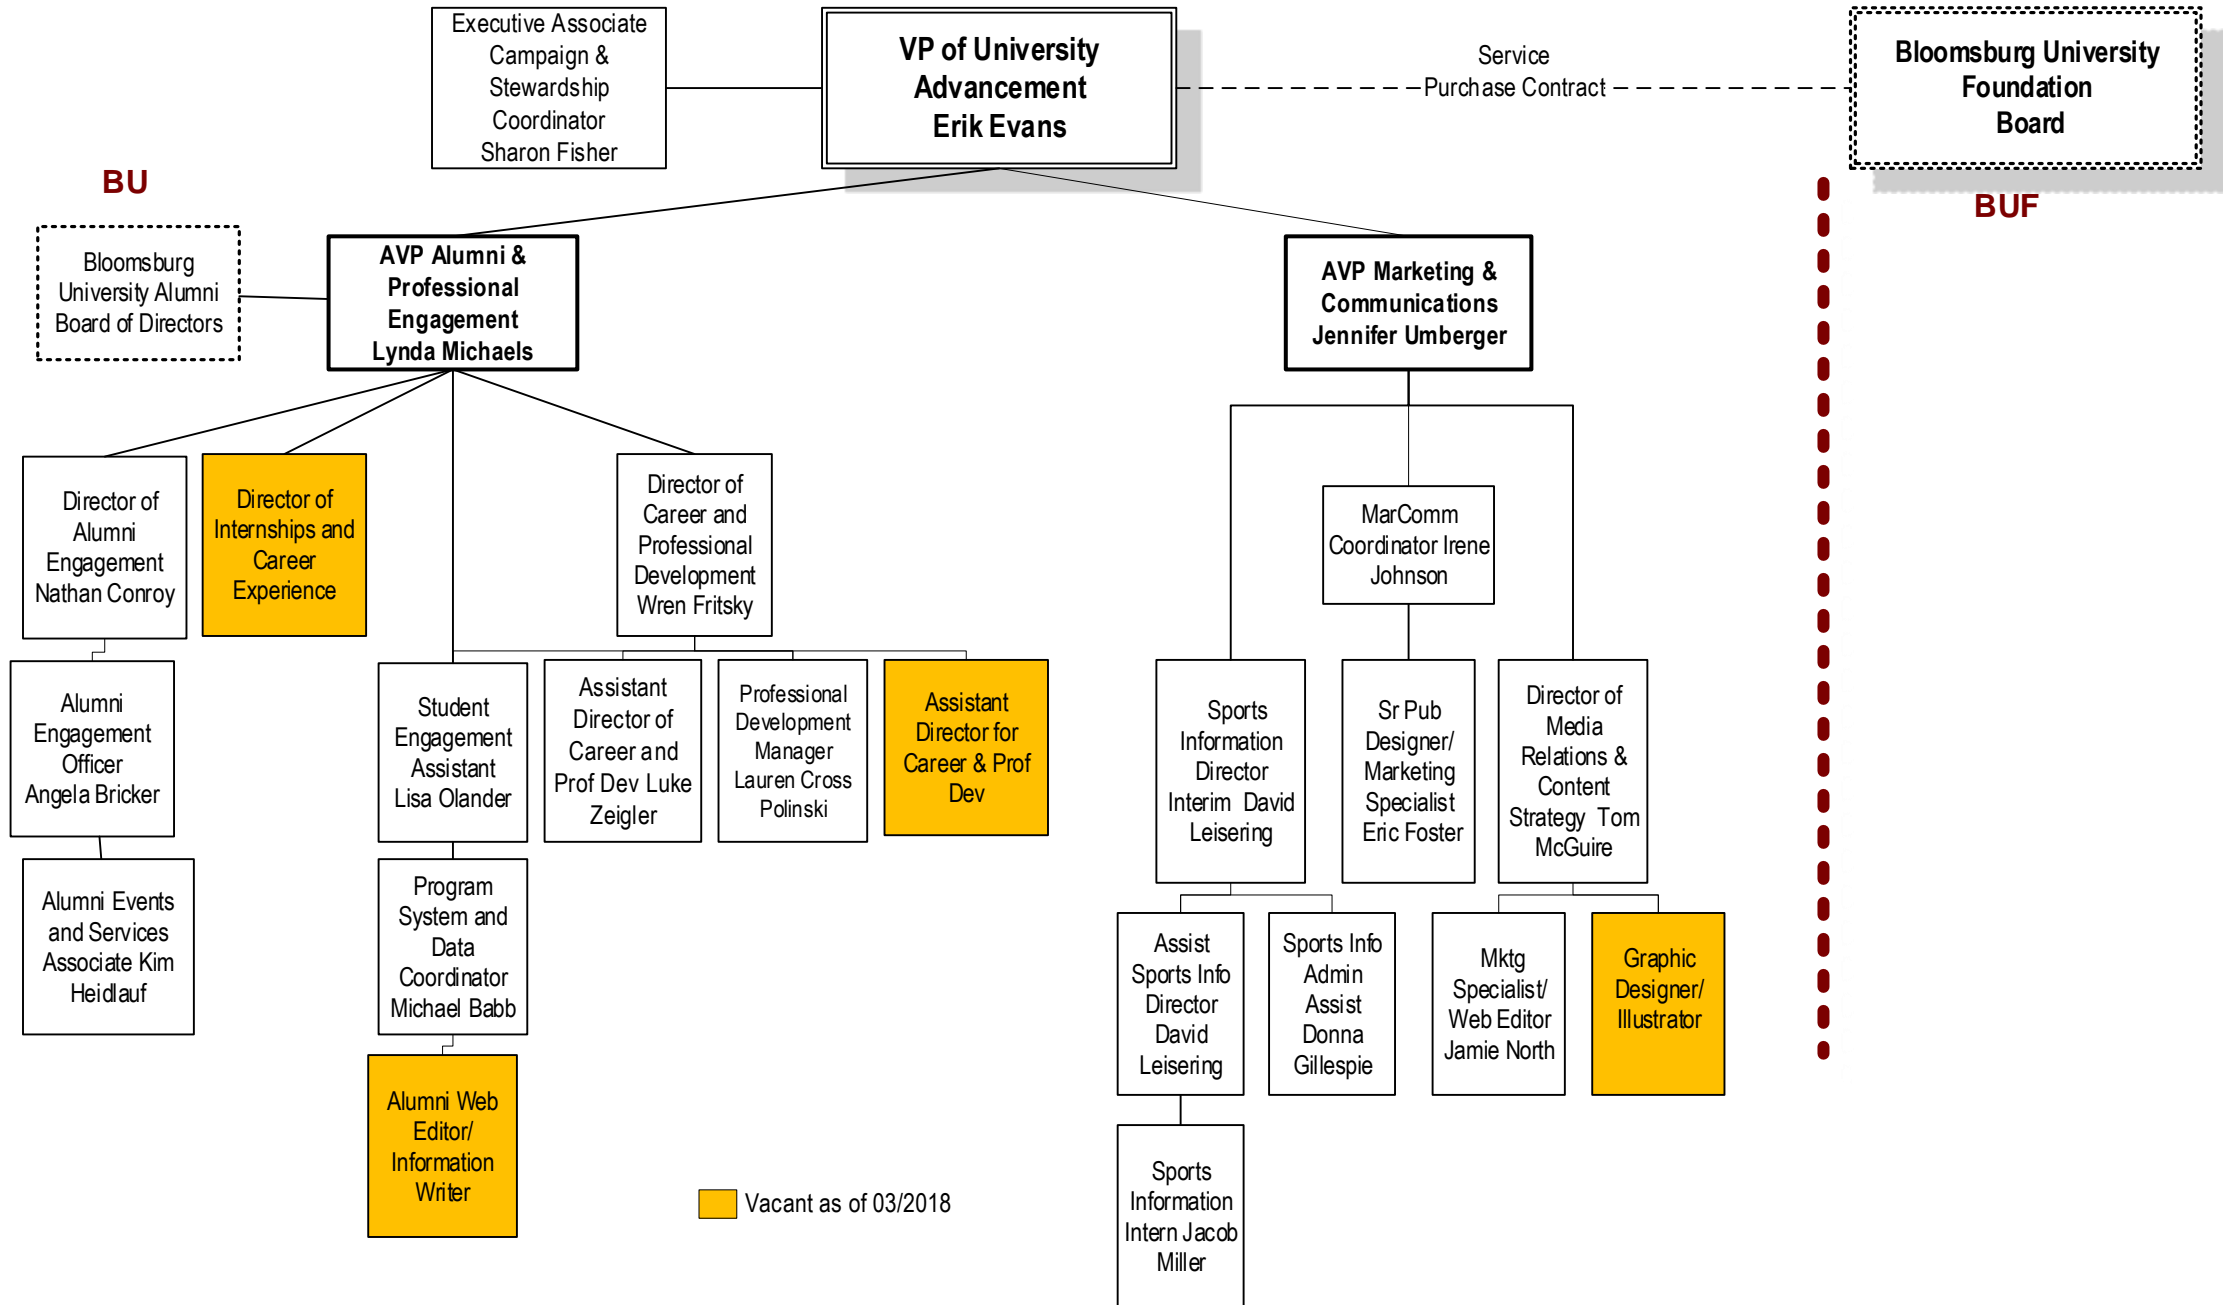 Executive Associate
Campaign &
Stewardship
Coordinator
Sharon Fisher
VP of University
Advancement
Erik Evans
Service
Purchase Contract
Bloomsburg University
Foundation
Board
BU
BUF
Bloomsburg
University Alumni
Board of Directors
AVP Alumni &
Professional
Engagement
Lynda Michaels
AVP Marketing &
Communications
Jennifer Umberger
Director of
Alumni
Engagement
Nathan Conroy
Director of
Internships and
Career
Experience
Director of
Career and
Professional
Development
Wren Fritsky
MarComm
Coordinator Irene
Johnson
Alumni
Engagement
Officer
Angela Bricker
Student
Engagement
Assistant
Lisa Olander
Assistant
Director of
Career and
Prof Dev Luke
Zeigler
Professional
Development
Manager
Lauren Cross
Polinski
Assistant
Director for
Career & Prof
Dev
Sports
Information
Director
Interim David
Leisering
Sr Pub
Designer/
Marketing
Specialist
Eric Foster
Director of
Media
Relations &
Content
Strategy Tom
McGuire
Alumni Events
and Services
Associate Kim
Heidlauf
Program
System and
Data
Coordinator
Michael Babb
Assist
Sports Info
Director
David
Leisering
Sports Info
Admin
Assist
Donna
Gillespie
Mktg
Specialist/
Web Editor
Jamie North
Graphic
Designer/
Illustrator
Alumni Web
Editor/
Information
Writer
Sports
Information
Intern Jacob
Miller
Vacant as of 03/2018